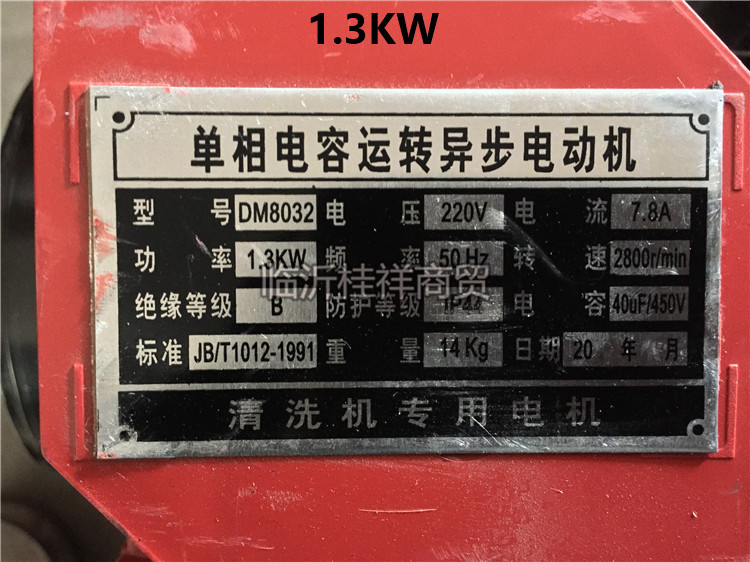 1.3KW
单相电容运转异步电动机
型号 DM8032 电压 220V 电流 7.8A
功率 1.3KW 频率 50Hz 转速 2800r/min
临沂桂祥商贸
绝缘等级 B 防护等级 IP44 电容 40uF/450V
标准 JB/T1012-1991 重量 14Kg 日期 20 年 月
清洗机专用电机